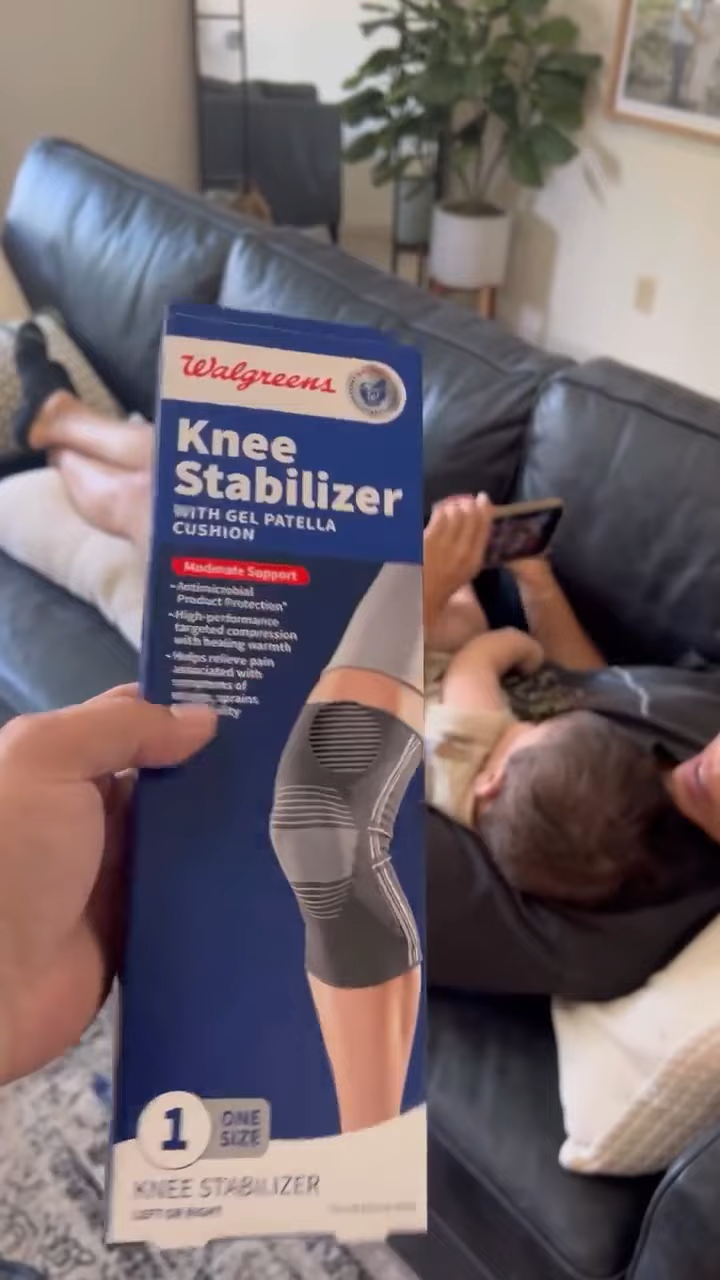 Walgreens
Knee
Stabilizer
WITH GEL PATELLA
CUSHION
Moderate Support
-Antimicrobial
Product Protection*
-High-performance
targeted compression
with healing warmth
-Helps relieve pain
associated with
of
sprains
1 ONE
SIZE
KNEE STABILIZER
LEFT OR RIGHT